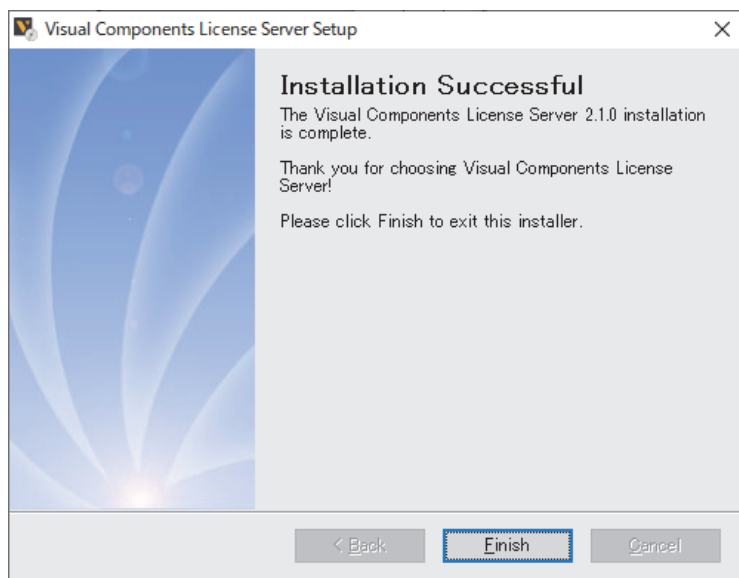 Visual Components License Server Setup
Installation Successful
The Visual Components License Server 2.1.0 installation
is complete.
Thank you for choosing Visual Components License
Server!
Please click Finish to exit this installer.
< Back
Finish
Cancel